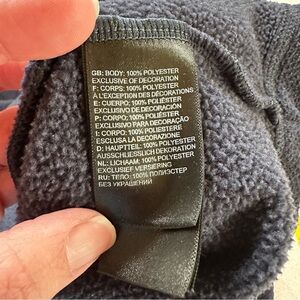 GB: BODY: 100% POLYESTER
EXCLUSIVE OF DECORATION
F: CORPS: 100% POLYESTER
À L'EXCEPTION DES DÉCORATIONS
E: CUERPO: 100% POLIÉSTER
EXCLUSIVO DE DECORACIÓN
P: CORPO: 100% POLIÉSTER
EXCLUSIVO PARA DECORAÇÃO
I: CORPO: 100% POLIESTERE
ESCLUSA LA DECORAZIONE
D: HAUPTTEIL: 100% POLYESTER
AUSSCHLIESSLICH DEKORATION
NL: LICHAAM: 100% POLYESTER
EXCLUSIEF VERSIERING
RU: ТЕЛО: 100% ПОЛИЭСТЕР
БЕЗ УКРАШЕНИЙ